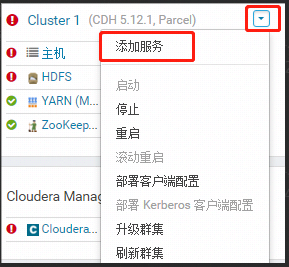 Cluster 1 (CDH 5.12.1, Parcel)
添加服务
主机
HDFS
启动
YARN (M...
停止
ZooKeep...
重启
滚动重启
部署客户端配置
Cloudera Manag
部署 Kerberos 客户端配置
Cloudera...
升级群集
刷新群集